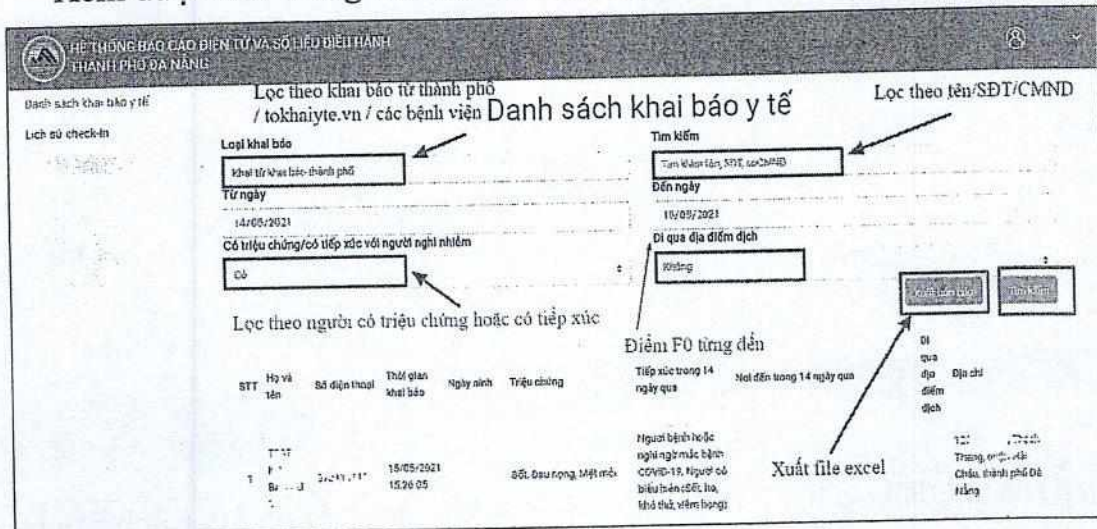 HỆ THỐNG BÁO CÁO ĐIỆN TỬ VÀ SỐ LIỆU ĐIỀU HÀNH
THÀNH PHỐ ĐÀ NẴNG
Danh sách khai báo y tế
Lịch sử check-in
Lọc theo khai báo từ thành phố
/ tokhaiyte.vn / các bệnh viện
Danh sách khai báo y tế
Lọc theo tên/SĐT/CMND
Loại khai báo
Tìm kiếm
Khai từ khai báo thành phố
Tìm kiếm tên, SĐT, soCMND
Từ ngày
Đến ngày
14/05/2021
Có triệu chứng/có tiếp xúc với người nghi nhiễm
Đi qua địa điểm dịch
Có
Không
Xuất văn bản
Tìm kiếm
Lọc theo người có triệu chứng hoặc có tiếp xúc
Điểm F0 từng đến
STT
Họ và tên
Số điện thoại
Thời gian khai báo
Ngày sinh
Triệu chứng
Tiếp xúc trong 14 ngày qua
Nơi đến trong 14 ngày qua
Đi qua địa điểm dịch
Địa chỉ
1
15/05/2021
15:26:05
Sốt, Đau họng, Mệt mỏi
Người bệnh hoặc
nghi ngờ mắc bệnh
COVID-19, Người có
biểu hiện (Sốt, ho,
khó thở, viêm họng)
Xuất file excel
Châu, thành phố Đà
Nẵng